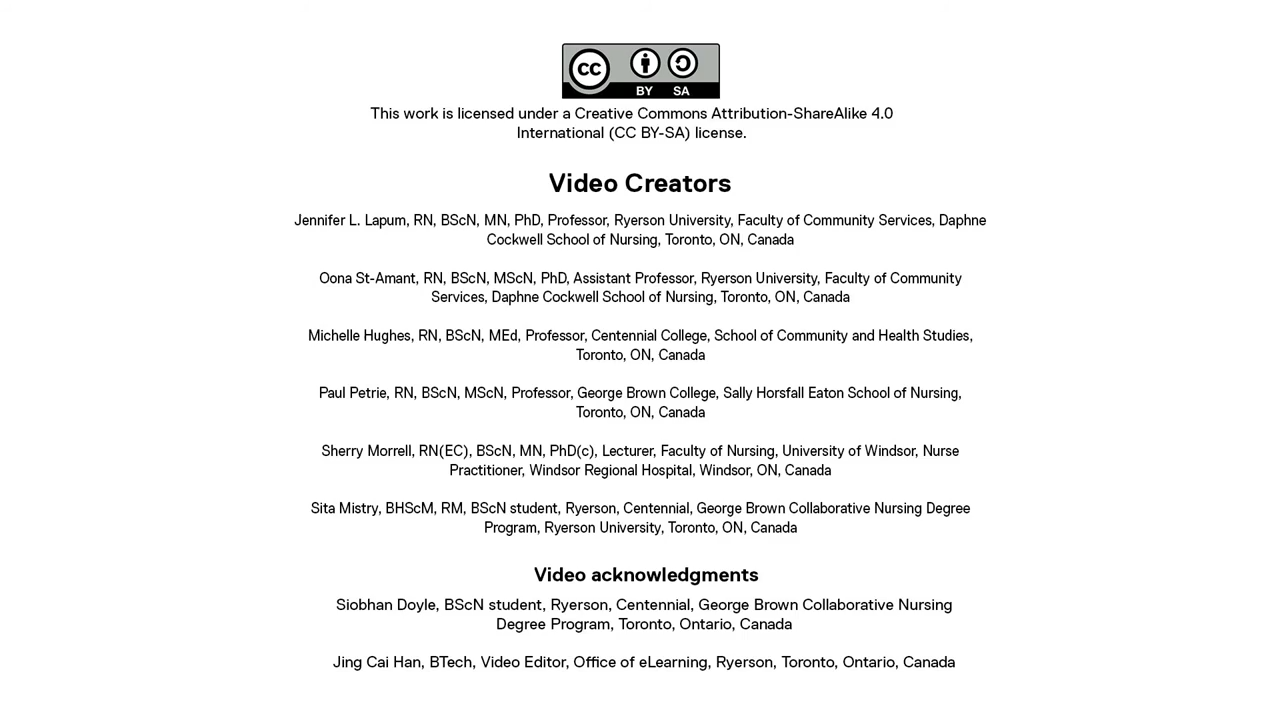 CC
BY SA
This work is licensed under a Creative Commons Attribution-ShareAlike 4.0
International (CC BY-SA) license.
Video Creators
Jennifer L. Lapum, RN, BScN, MN, PhD, Professor, Ryerson University, Faculty of Community Services, Daphne
Cockwell School of Nursing, Toronto, ON, Canada
Oona St-Amant, RN, BScN, MScN, PhD, Assistant Professor, Ryerson University, Faculty of Community
Services, Daphne Cockwell School of Nursing, Toronto, ON, Canada
Michelle Hughes, RN, BScN, MEd, Professor, Centennial College, School of Community and Health Studies,
Toronto, ON, Canada
Paul Petrie, RN, BScN, MScN, Professor, George Brown College, Sally Horsfall Eaton School of Nursing,
Toronto, ON, Canada
Sherry Morrell, RN(EC), BScN, MN, PhD(c), Lecturer, Faculty of Nursing, University of Windsor, Nurse
Practitioner, Windsor Regional Hospital, Windsor, ON, Canada
Sita Mistry, BHScM, RM, BScN student, Ryerson, Centennial, George Brown Collaborative Nursing Degree
Program, Ryerson University, Toronto, ON, Canada
Video acknowledgments
Siobhan Doyle, BScN student, Ryerson, Centennial, George Brown Collaborative Nursing
Degree Program, Toronto, Ontario, Canada
Jing Cai Han, BTech, Video Editor, Office of eLearning, Ryerson, Toronto, Ontario, Canada